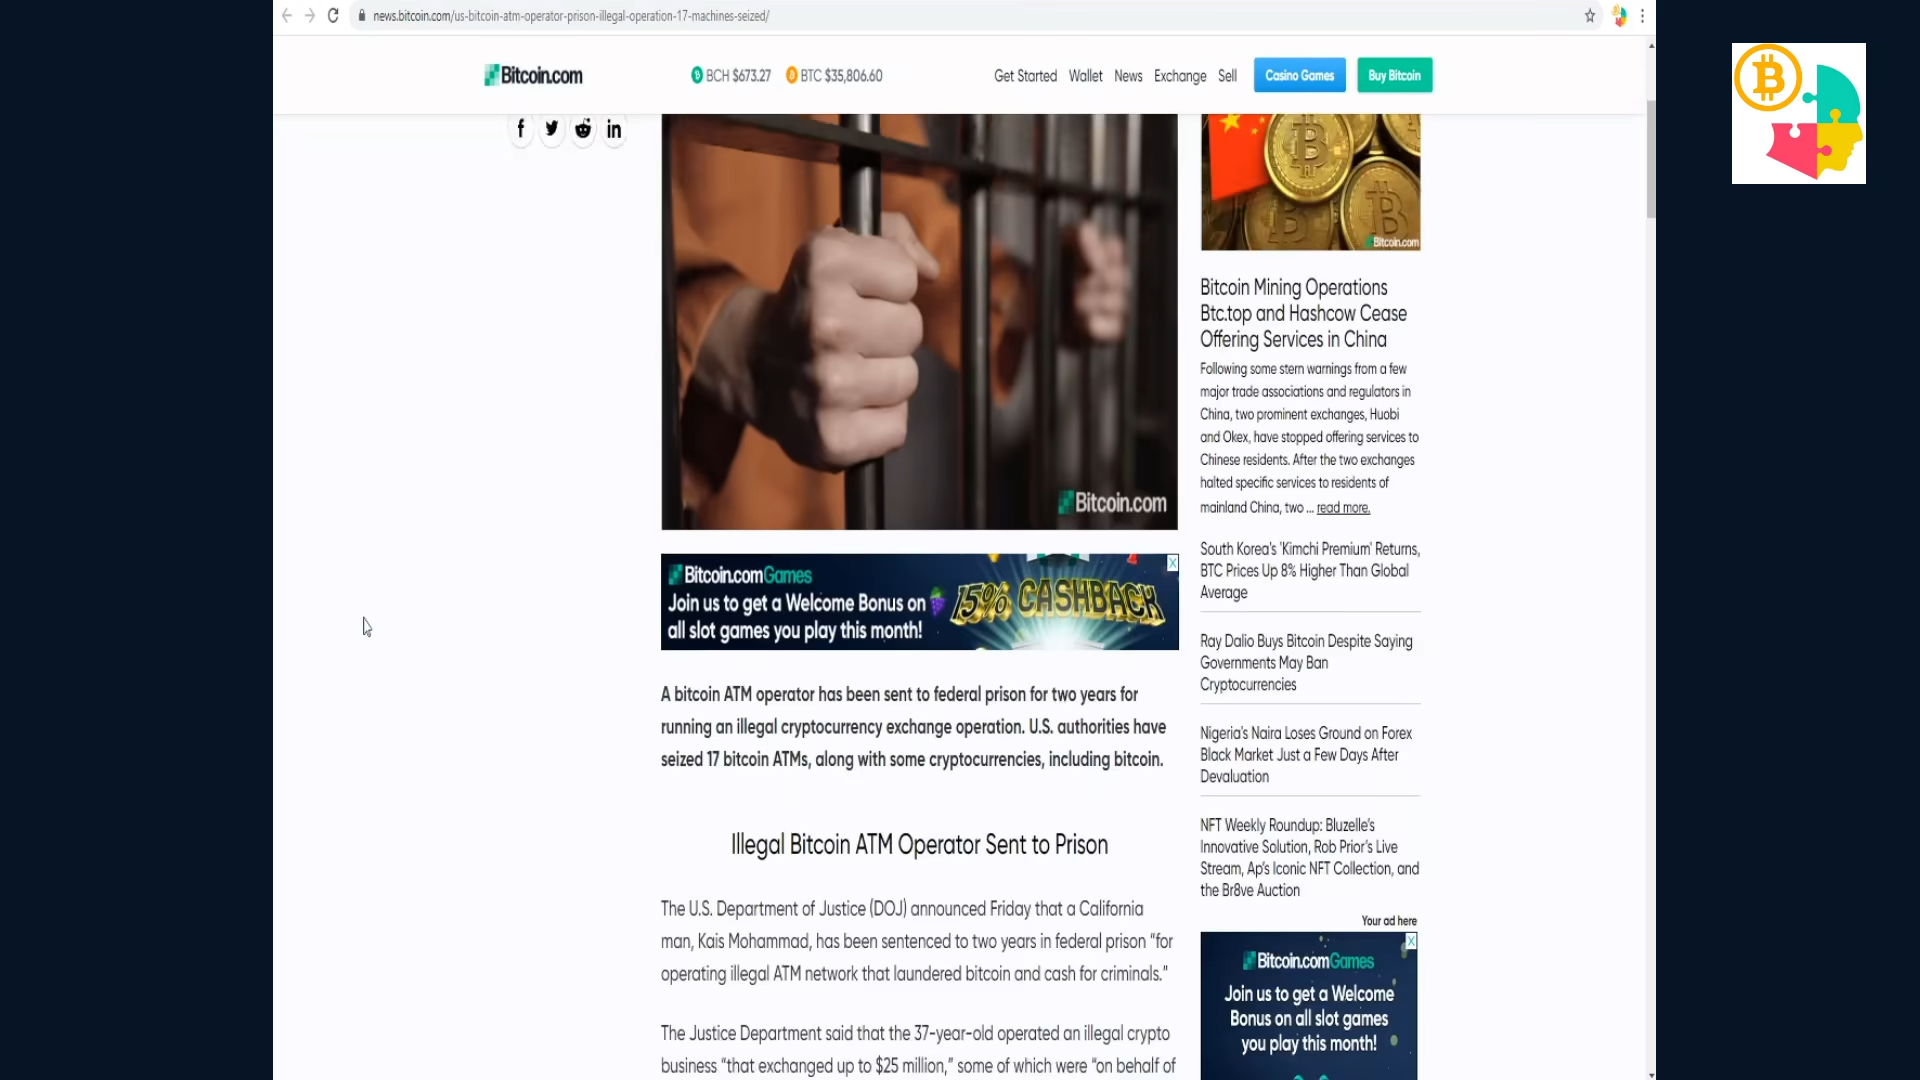 news.bitcoin.com/us-bitcoin-atm-operator-prison-illegal-operation-17-machines-seized/
Bitcoin.com
BCH $673.27
BTC $35,806.60
Get Started
Wallet
News
Exchange
Sell
Casino Games
Buy Bitcoin
Bitcoin.com
Bitcoin.comGames
Join us to get a Welcome Bonus on
all slot games you play this month!
15% CASHBACK
A bitcoin ATM operator has been sent to federal prison for two years for
running an illegal cryptocurrency exchange operation. U.S. authorities have
seized 17 bitcoin ATMs, along with some cryptocurrencies, including bitcoin.
Illegal Bitcoin ATM Operator Sent to Prison
The U.S. Department of Justice (DOJ) announced Friday that a California
man, Kais Mohammad, has been sentenced to two years in federal prison “for
operating illegal ATM network that laundered bitcoin and cash for criminals.”
The Justice Department said that the 37-year-old operated an illegal crypto
business “that exchanged up to $25 million,” some of which were “on behalf of
Bitcoin.com
Bitcoin Mining Operations
Btc.top and Hashcow Cease
Offering Services in China
Following some stern warnings from a few
major trade associations and regulators in
China, two prominent exchanges, Huobi
and Okex, have stopped offering services to
Chinese residents. After the two exchanges
halted specific services to residents of
mainland China, two ... read more.
South Korea's 'Kimchi Premium' Returns,
BTC Prices Up 8% Higher Than Global
Average
Ray Dalio Buys Bitcoin Despite Saying
Governments May Ban
Cryptocurrencies
Nigeria's Naira Loses Ground on Forex
Black Market Just a Few Days After
Devaluation
NFT Weekly Roundup: Bluzelle's
Innovative Solution, Rob Prior's Live
Stream, Ap's Iconic NFT Collection, and
the Br8ve Auction
Your ad here
Bitcoin.comGames
Join us to get a Welcome
Bonus on all slot games
you play this month!